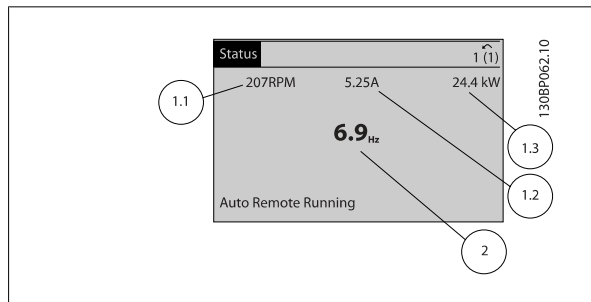 Status
1 (1)
207RPM 5.25A 24.4 kW
6.9Hz
Auto Remote Running
1.1
1.3
1.2
2
130BP062.10